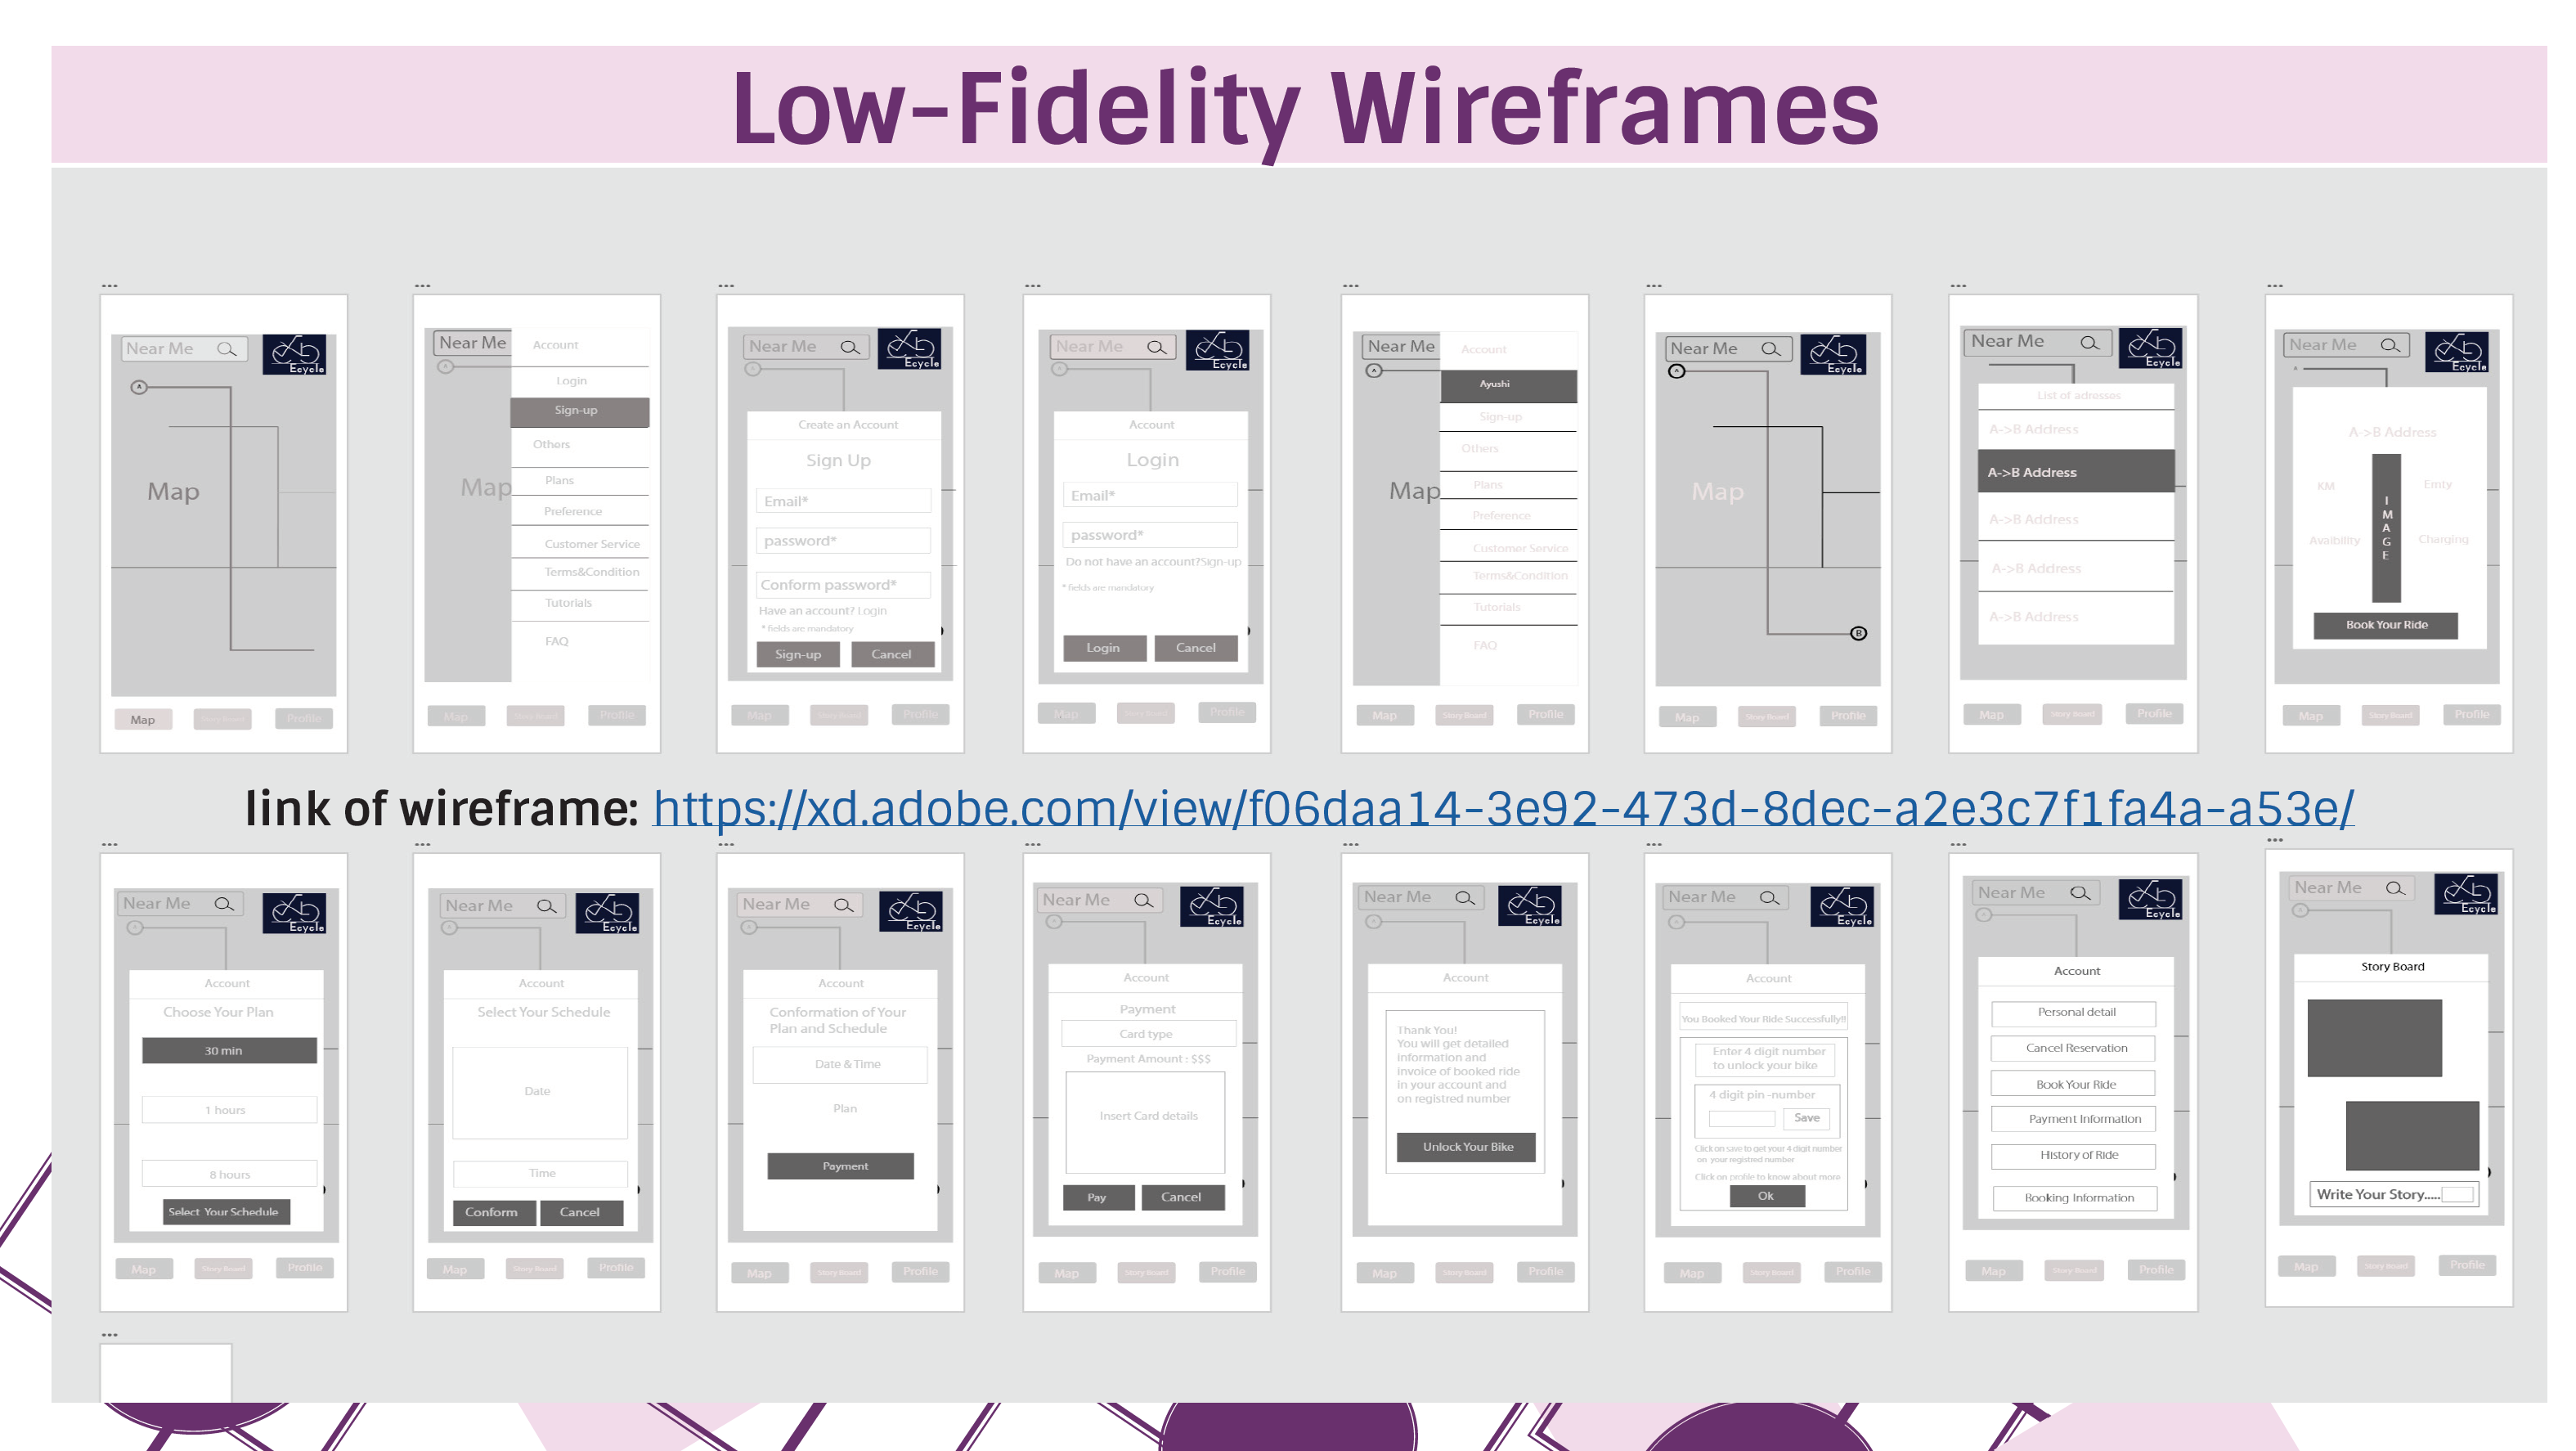 Low-Fidelity Wireframes
Near Me
Ecycle
A
Map
Map
Story Board
Profile
Near Me
Map
Account
Login
Sign-up
Others
Plans
Preference
Customer Service
Terms&Condition
Tutorials
FAQ
Map
Story Board
Profile
Near Me
Ecycle
Create an Account
Sign Up
Email*
password*
Conform password*
Have an account? Login
* fields are mandatory
Sign-up
Cancel
Map
Story Board
Profile
Near Me
Ecycle
Account
Login
Email*
password*
Do not have an account?Sign-up
* fields are mandatory
Login
Cancel
Map
Story Board
Profile
Near Me
A
Map
Account
Ayushi
Sign-up
Others
Plans
Preference
Customer Service
Terms&Condition
Tutorials
FAQ
Map
Story Board
Profile
Near Me
Ecycle
A
Map
B
Map
Story Board
Profile
Near Me
Ecycle
List of adresses
A->B Address
A->B Address
A->B Address
A->B Address
A->B Address
Map
Story Board
Profile
Near Me
Ecycle
A
A->B Address
KM
Emty
IMAGE
Avaibility
Charging
Book Your Ride
Map
Story Board
Profile
link of wireframe: https://xd.adobe.com/view/f06daa14-3e92-473d-8dec-a2e3c7f1fa4a-a53e/
Near Me
Ecycle
Account
Choose Your Plan
30 min
1 hours
8 hours
Select Your Schedule
Map
Story Board
Profile
Near Me
Ecycle
Account
Select Your Schedule
Date
Time
Conform
Cancel
Map
Story Board
Profile
Near Me
Ecycle
Account
Conformation of Your
Plan and Schedule
Date & Time
Plan
Payment
Map
Story Board
Profile
Near Me
Ecycle
Account
Payment
Card type
Payment Amount : $$$
Insert Card details
Pay
Cancel
Map
Story Board
Profile
Near Me
Ecycle
Account
Thank You!
You will get detailed
information and
invoice of booked ride
in your account and
on registred number
Unlock Your Bike
Map
Story Board
Profile
Near Me
Ecycle
Account
You Booked Your Ride Successfully!!
Enter 4 digit number
to unlock your bike
4 digit pin -number
Save
Click on save to get your 4 digit number
on your registred number
Click on profile to know about more
Ok
Map
Story Board
Profile
Near Me
Ecycle
Account
Personal detail
Cancel Reservation
Book Your Ride
Payment Information
History of Ride
Booking Information
Map
Story Board
Profile
Near Me
Ecycle
Story Board
Write Your Story.....
Map
Story Board
Profile